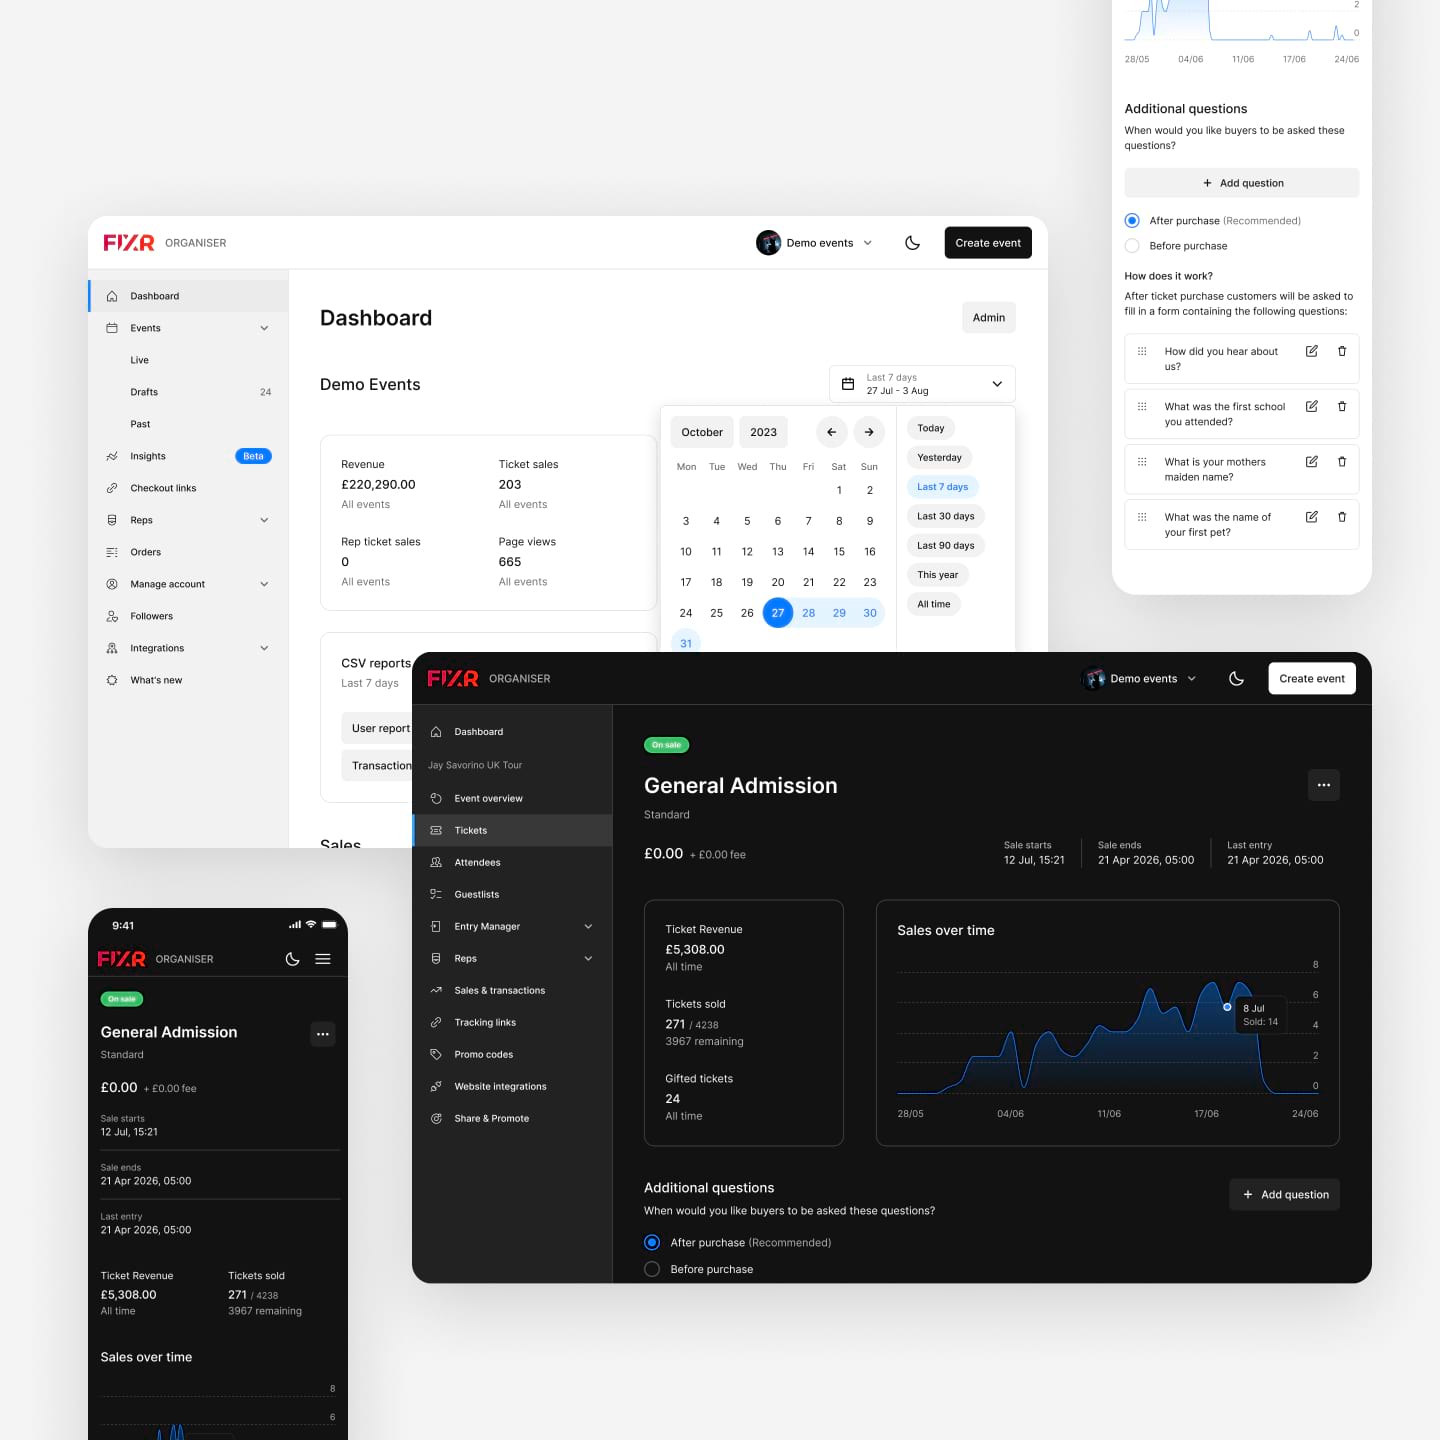 2
0
28/05 04/06 11/06 17/06 24/06
Additional questions
When would you like buyers to be asked these
questions?
+ Add question
After purchase (Recommended)
Before purchase
How does it work?
After ticket purchase customers will be asked to
fill in a form containing the following questions:
How did you hear about
us?
What was the first school
you attended?
What is your mothers
maiden name?
What was the name of
your first pet?
FIXR ORGANISER
Demo events
Create event
Dashboard
Events
Live
Drafts 24
Past
Insights Beta
Checkout links
Reps
Orders
Manage account
Followers
Integrations
What's new
Dashboard
Admin
Demo Events
Last 7 days
27 Jul - 3 Aug
Revenue
£220,290.00
All events
Ticket sales
203
All events
Rep ticket sales
0
All events
Page views
665
All events
CSV reports
Last 7 days
User report
Transaction
Sales
October 2023
Mon Tue Wed Thu Fri Sat Sun
1 2
3 4 5 6 7 8 9
10 11 12 13 14 15 16
17 18 19 20 21 22 23
24 25 26 27 28 29 30
31
Today
Yesterday
Last 7 days
Last 30 days
Last 90 days
This year
All time
FIXR ORGANISER
Demo events
Create event
Dashboard
Jay Savorino UK Tour
Event overview
Tickets
Attendees
Guestlists
Entry Manager
Reps
Sales & transactions
Tracking links
Promo codes
Website integrations
Share & Promote
On sale
General Admission
Standard
£0.00 + £0.00 fee
Sale starts
12 Jul, 15:21
Sale ends
21 Apr 2026, 05:00
Last entry
21 Apr 2026, 05:00
Ticket Revenue
£5,308.00
All time
Tickets sold
271 / 4238
3967 remaining
Gifted tickets
24
All time
Sales over time
8
6
4
2
0
8 Jul
Sold: 14
28/05 04/06 11/06 17/06 24/06
Additional questions
When would you like buyers to be asked these questions?
+ Add question
After purchase (Recommended)
Before purchase
9:41
FIXR ORGANISER
On sale
General Admission
Standard
£0.00 + £0.00 fee
Sale starts
12 Jul, 15:21
Sale ends
21 Apr 2026, 05:00
Last entry
21 Apr 2026, 05:00
Ticket Revenue
£5,308.00
All time
Tickets sold
271 / 4238
3967 remaining
Sales over time
8
6